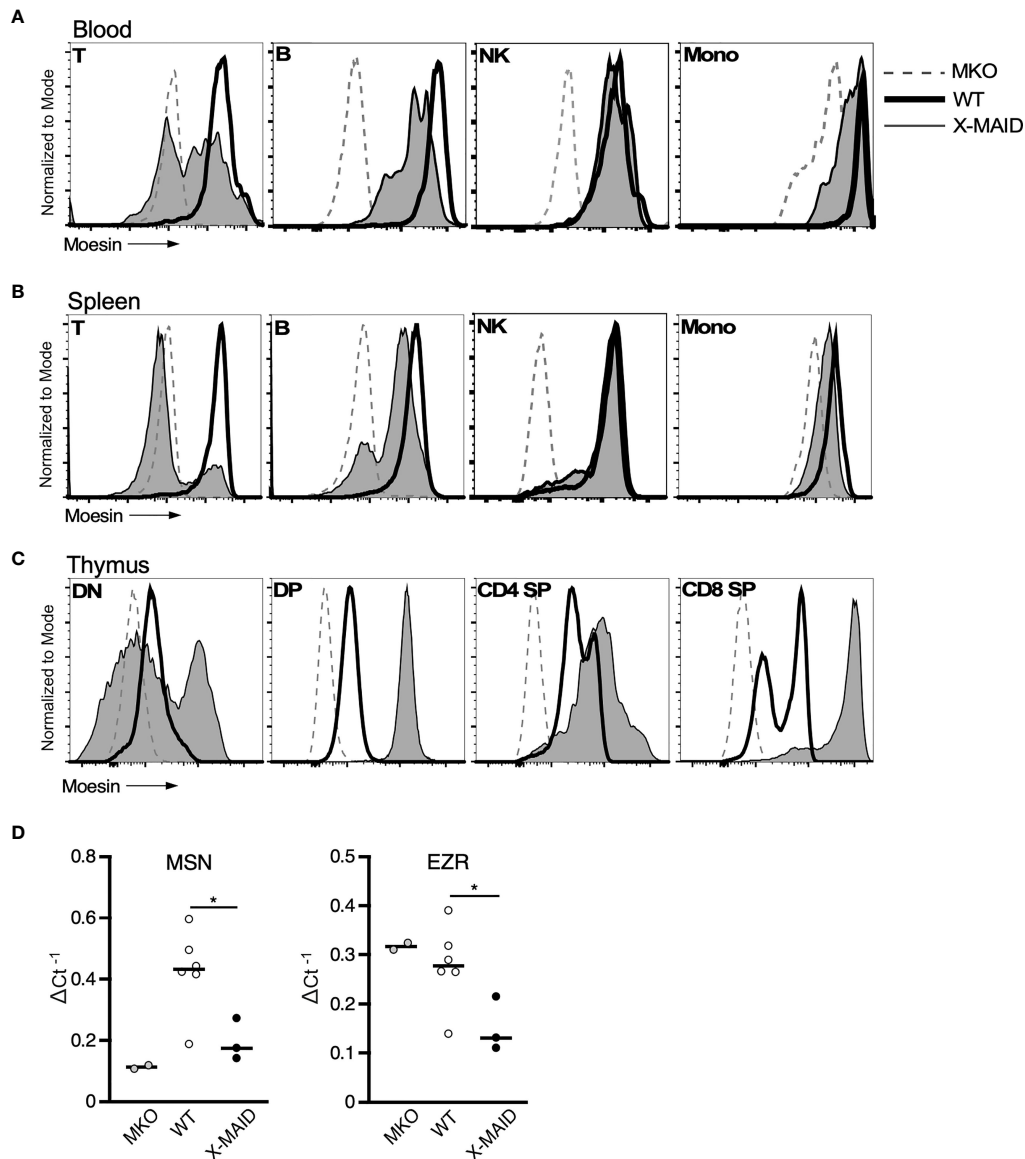 A
Blood
T
B
NK
Mono
Normalized to Mode
Moesin
MKO
WT
X-MAID
B
Spleen
T
B
NK
Mono
Normalized to Mode
Moesin
C
Thymus
DN
DP
CD4 SP
CD8 SP
Normalized to Mode
Moesin
D
MSN
ΔCt -1
0.8
0.6
0.4
0.2
0
*
MKO
WT
X-MAID
EZR
ΔCt -1
0.5
0.4
0.3
0.2
0.1
0
*
MKO
WT
X-MAID